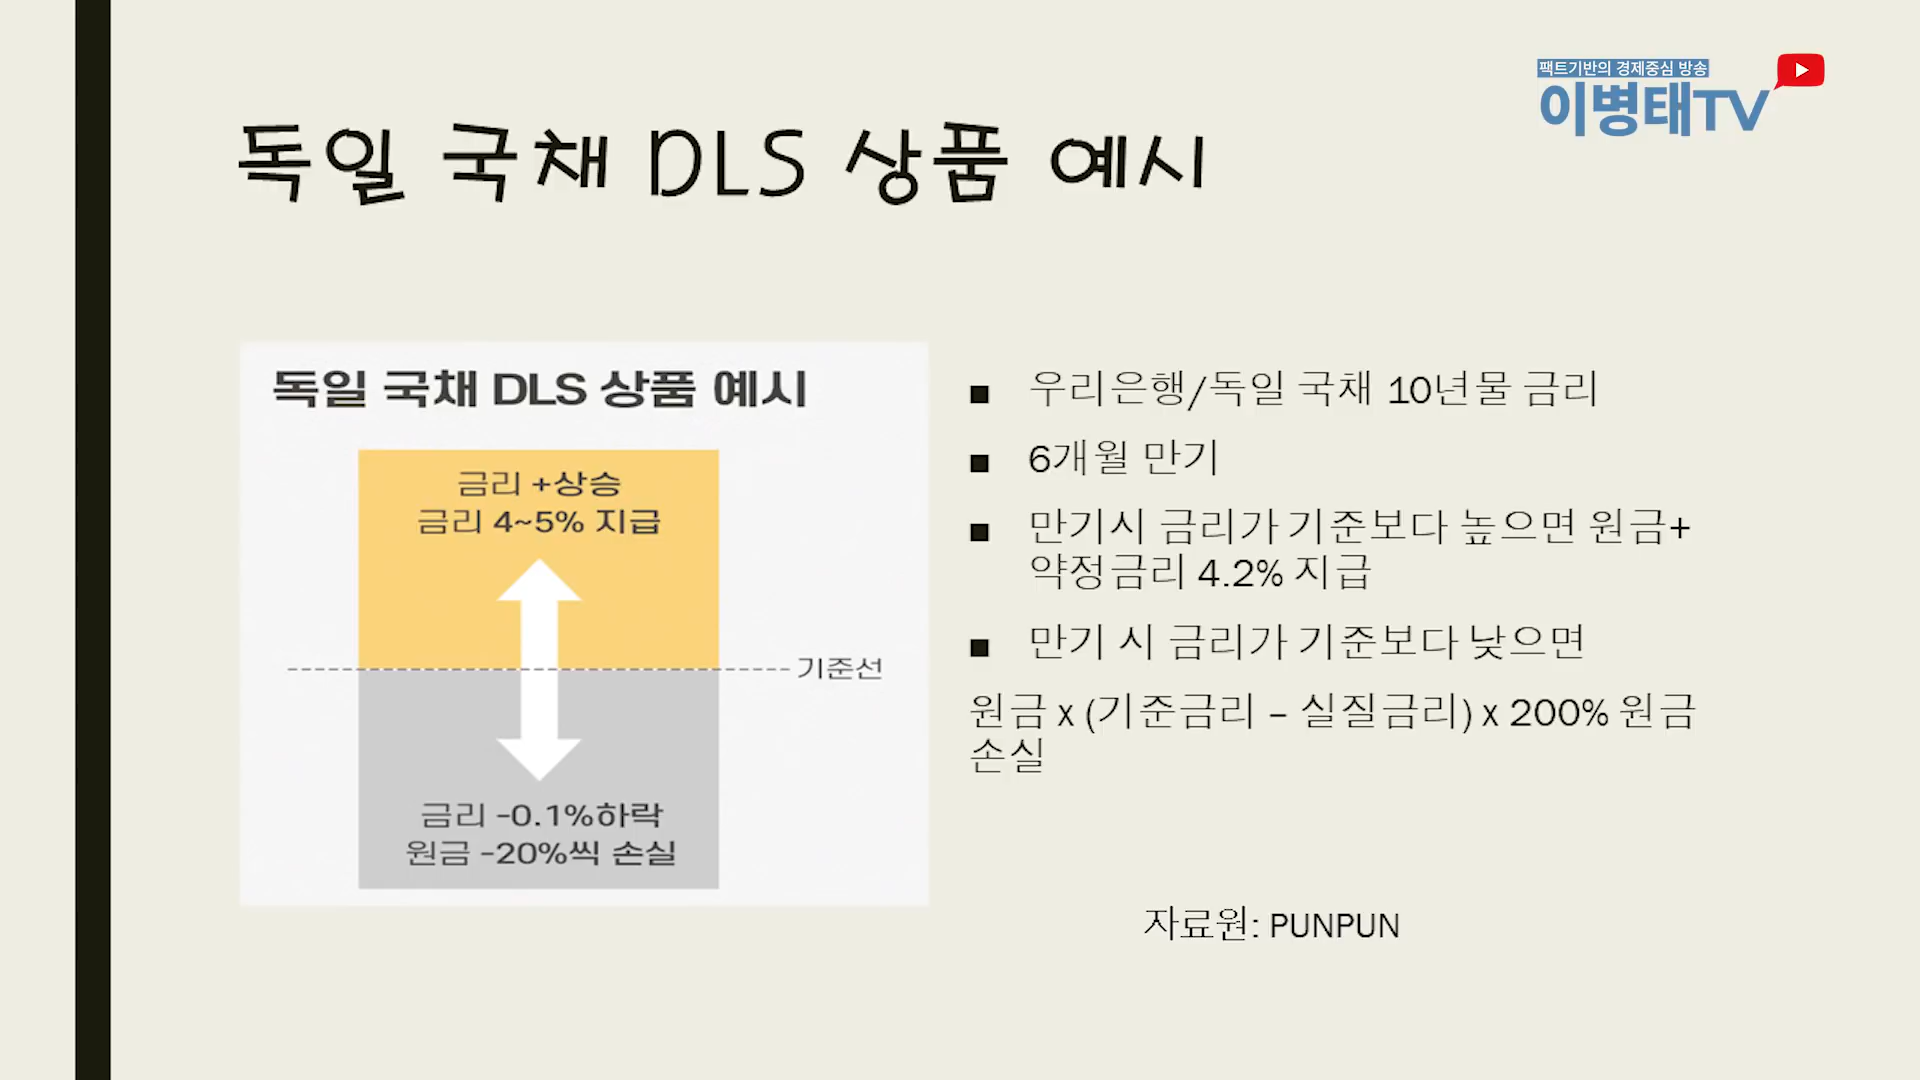 팩트기반의 경제중심 방송
이병태TV
독일 국채 DLS 상품 예시
독일 국채 DLS 상품 예시
금리 +상승
금리 4~5% 지급
기준선
금리 -0.1%하락
원금 -20%씩 손실
■ 우리은행/독일 국채 10년물 금리
■ 6개월 만기
■ 만기시 금리가 기준보다 높으면 원금+
약정금리 4.2% 지급
■ 만기 시 금리가 기준보다 낮으면
원금 x (기준금리 – 실질금리) x 200% 원금
손실
자료원: PUNPUN